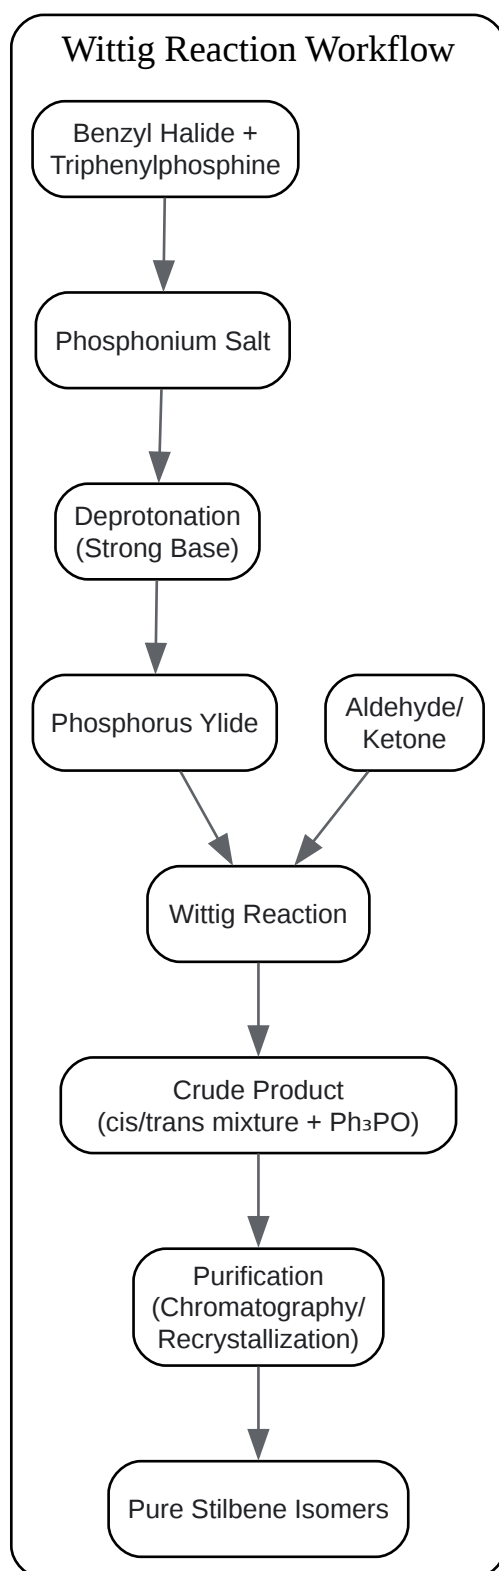 Wittig Reaction Workflow
Benzyl Halide +
Triphenylphosphine
Phosphonium Salt
Deprotonation
(Strong Base)
Phosphorus Ylide
Aldehyde/
Ketone
Wittig Reaction
Crude Product
(cis/trans mixture + Ph₃PO)
Purification
(Chromatography/
Recrystallization)
Pure Stilbene Isomers